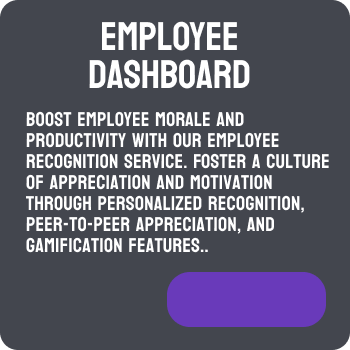 EMPLOYEE
DASHBOARD
BOOST EMPLOYEE MORALE AND
PRODUCTIVITY WITH OUR EMPLOYEE
RECOGNITION SERVICE. FOSTER A CULTURE
OF APPRECIATION AND MOTIVATION
THROUGH PERSONALIZED RECOGNITION,
PEER-TO-PEER APPRECIATION, AND
GAMIFICATION FEATURES..